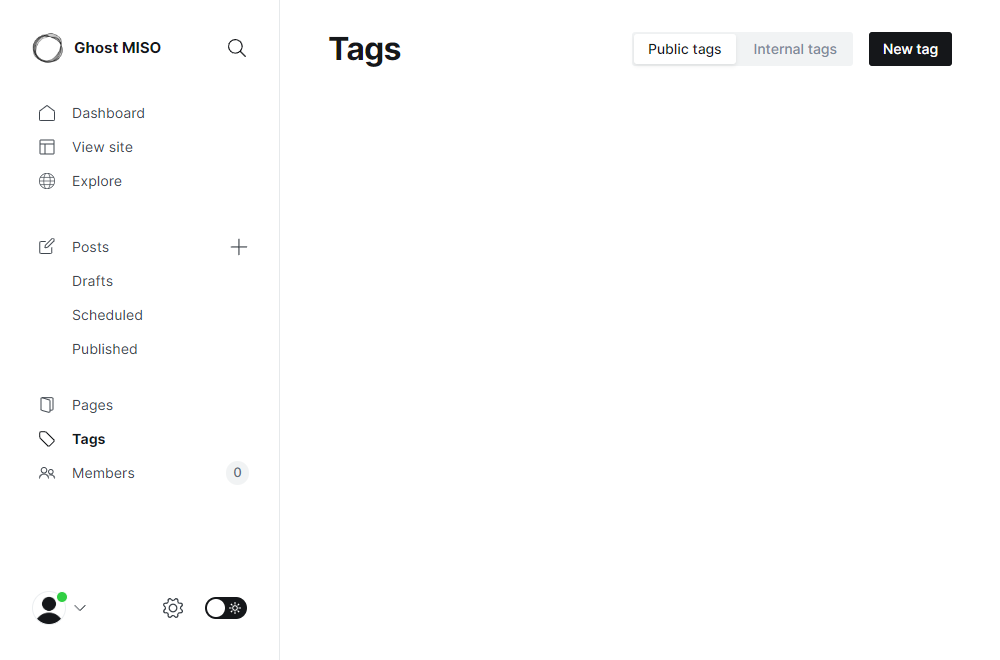 Ghost MISO
Dashboard
View site
Explore
Posts
Drafts
Scheduled
Published
Pages
Tags
Members 0
Tags
Public tags
Internal tags
New tag